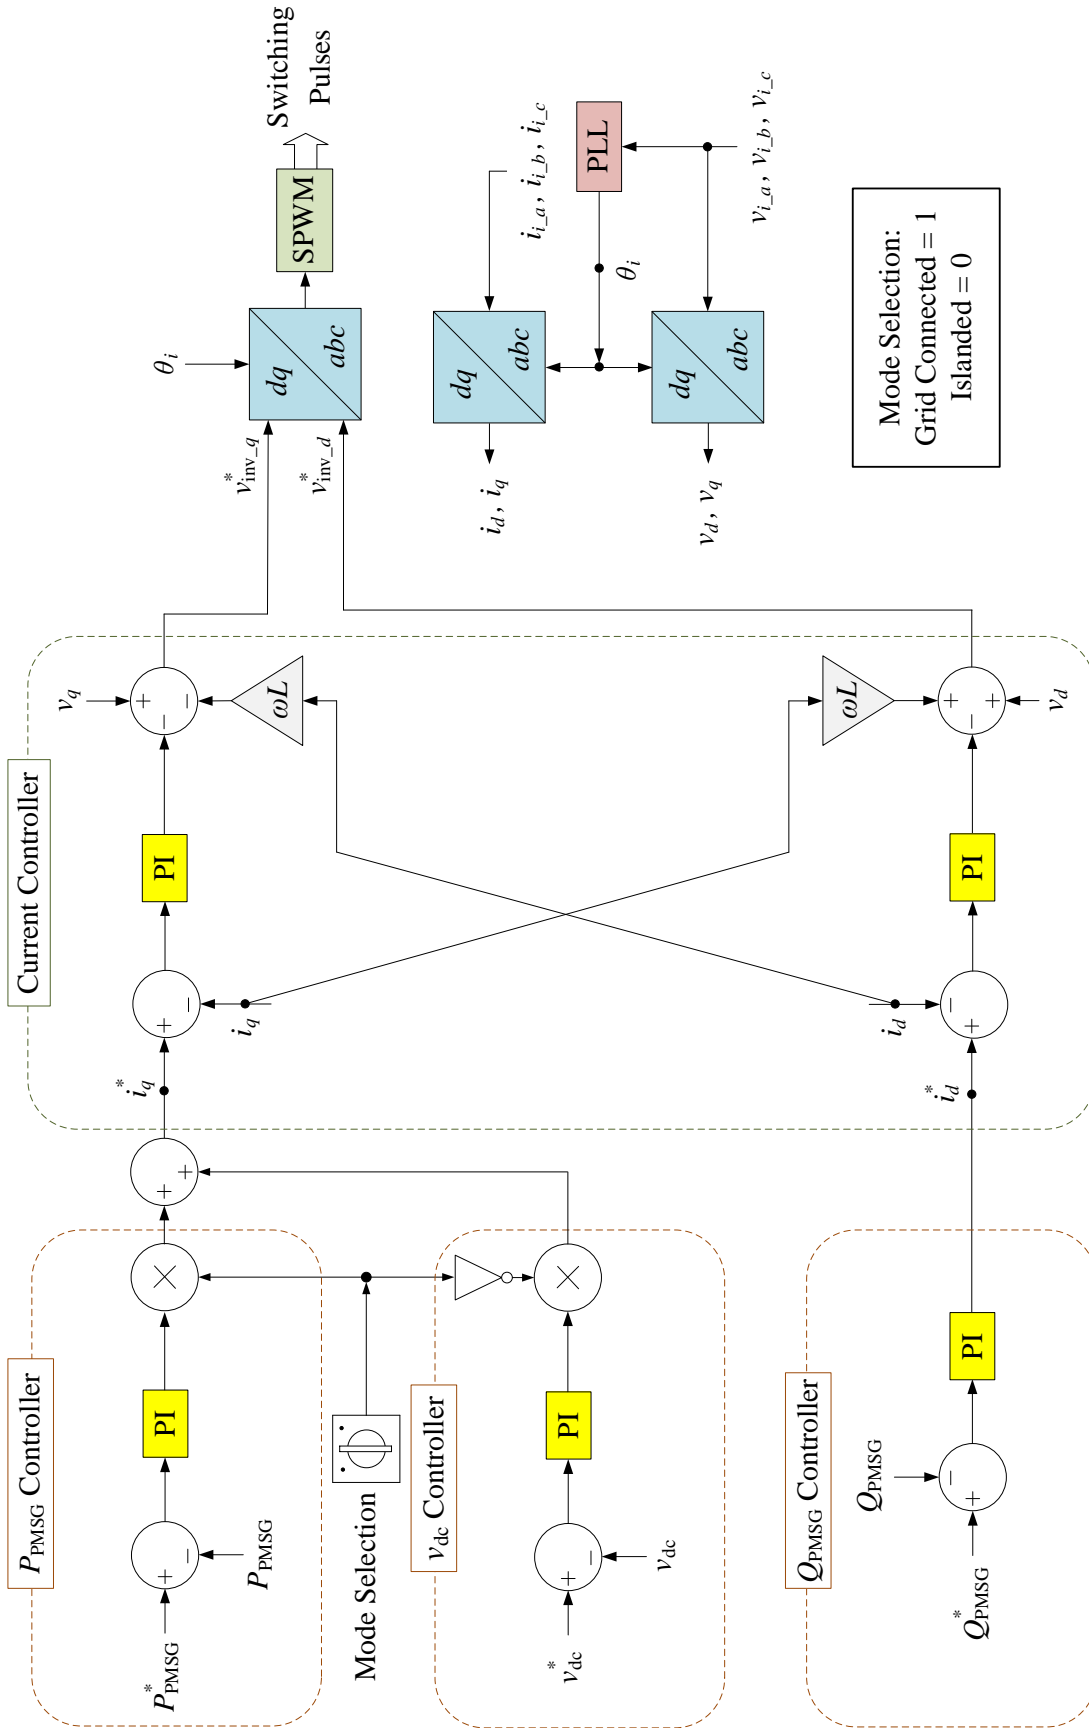 P*PMSG
PPMSG
+
−
PI
×
PPMSG Controller
Mode Selection
v*dc
vdc
+
−
PI
×
vdc Controller
Q*PMSG
QPMSG
+
−
PI
QPMSG Controller
+
+
Current Controller
i*q
+
−
iq
PI
vq
+
−
−
ωL
i*d
+
−
id
PI
ωL
+
−
+
vd
v*inv_q
v*inv_d
θi
dq
abc
SPWM
Switching
Pulses
id, iq
dq
abc
ii_a, ii_b, ii_c
θi
PLL
vd, vq
dq
abc
vi_a, vi_b, vi_c
Mode Selection:
Grid Connected = 1
Islanded = 0